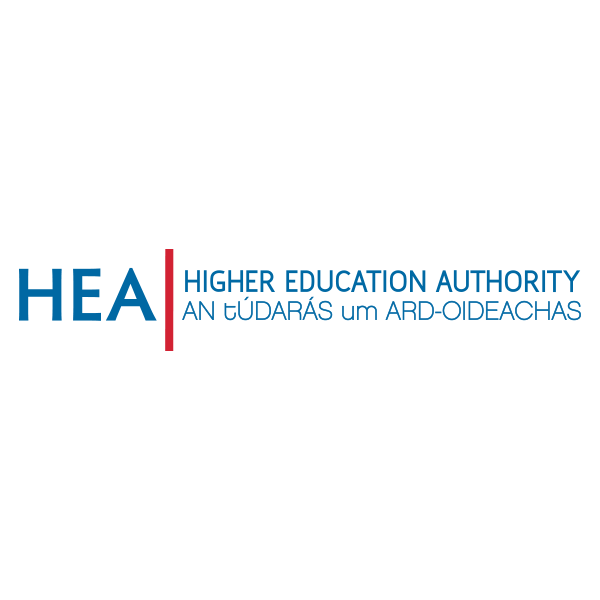 HEA
HIGHER EDUCATION AUTHORITY
AN tÚDARÁS um ARD-OIDEACHAS